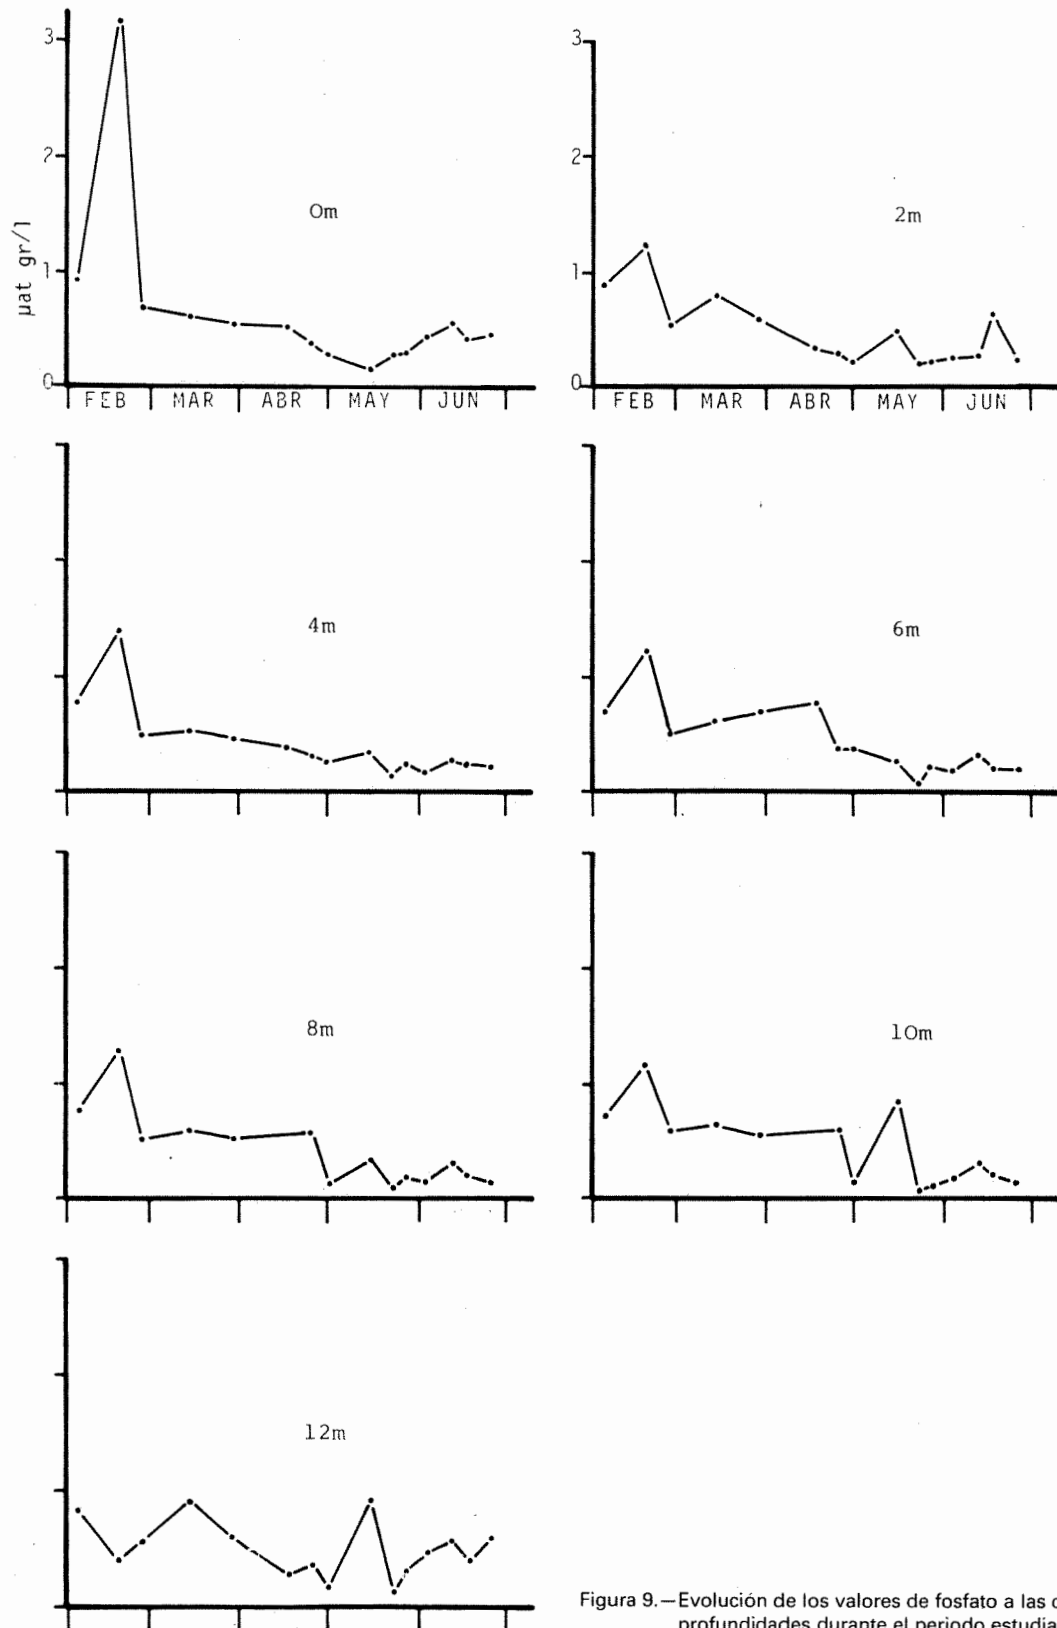 3
2
1
0
µat gr/l
0m
FEB MAR ABR MAY JUN
3
2
1
0
2m
FEB MAR ABR MAY JUN
4m
6m
8m
10m
12m
Figura 9.—Evolución de los valores de fosfato a las
profundidades durante el periodo